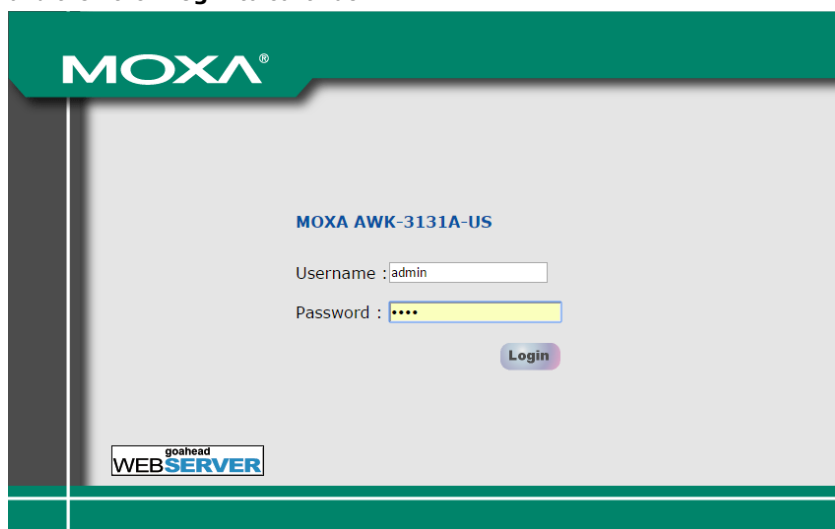 MOXA®
MOXA AWK-3131A-US
Username : admin
Password : ••••
Login
goahead
WEBSERVER